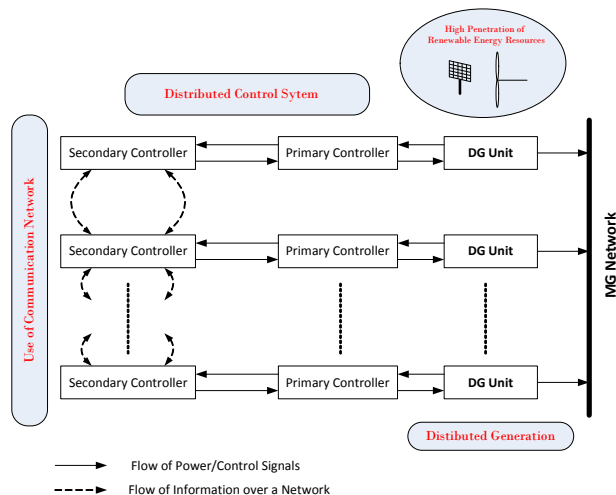 High Penetration of
Renewable Energy Resources
Distributed Control Sytem
Use of Communication Network
Secondary Controller
Primary Controller
DG Unit
Secondary Controller
Primary Controller
DG Unit
MG Network
Secondary Controller
Primary Controller
DG Unit
Distibuted Generation
Flow of Power/Control Signals
Flow of Information over a Network